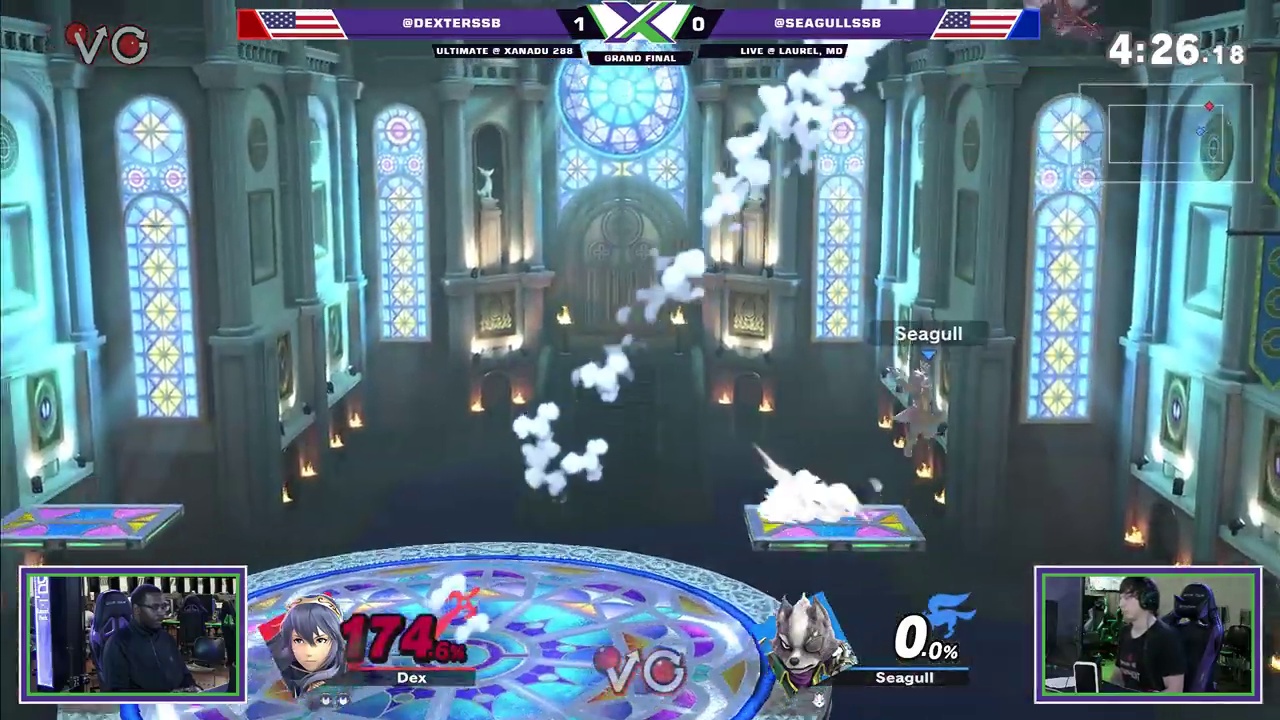 @DEXTERSSB 1 0 @SEAGULLSSB
ULTIMATE @ XANADU 288 GRAND FINAL LIVE @ LAUREL, MD
VG
4:26.18
Seagull
174.6%
Dex
VG
0.0%
Seagull